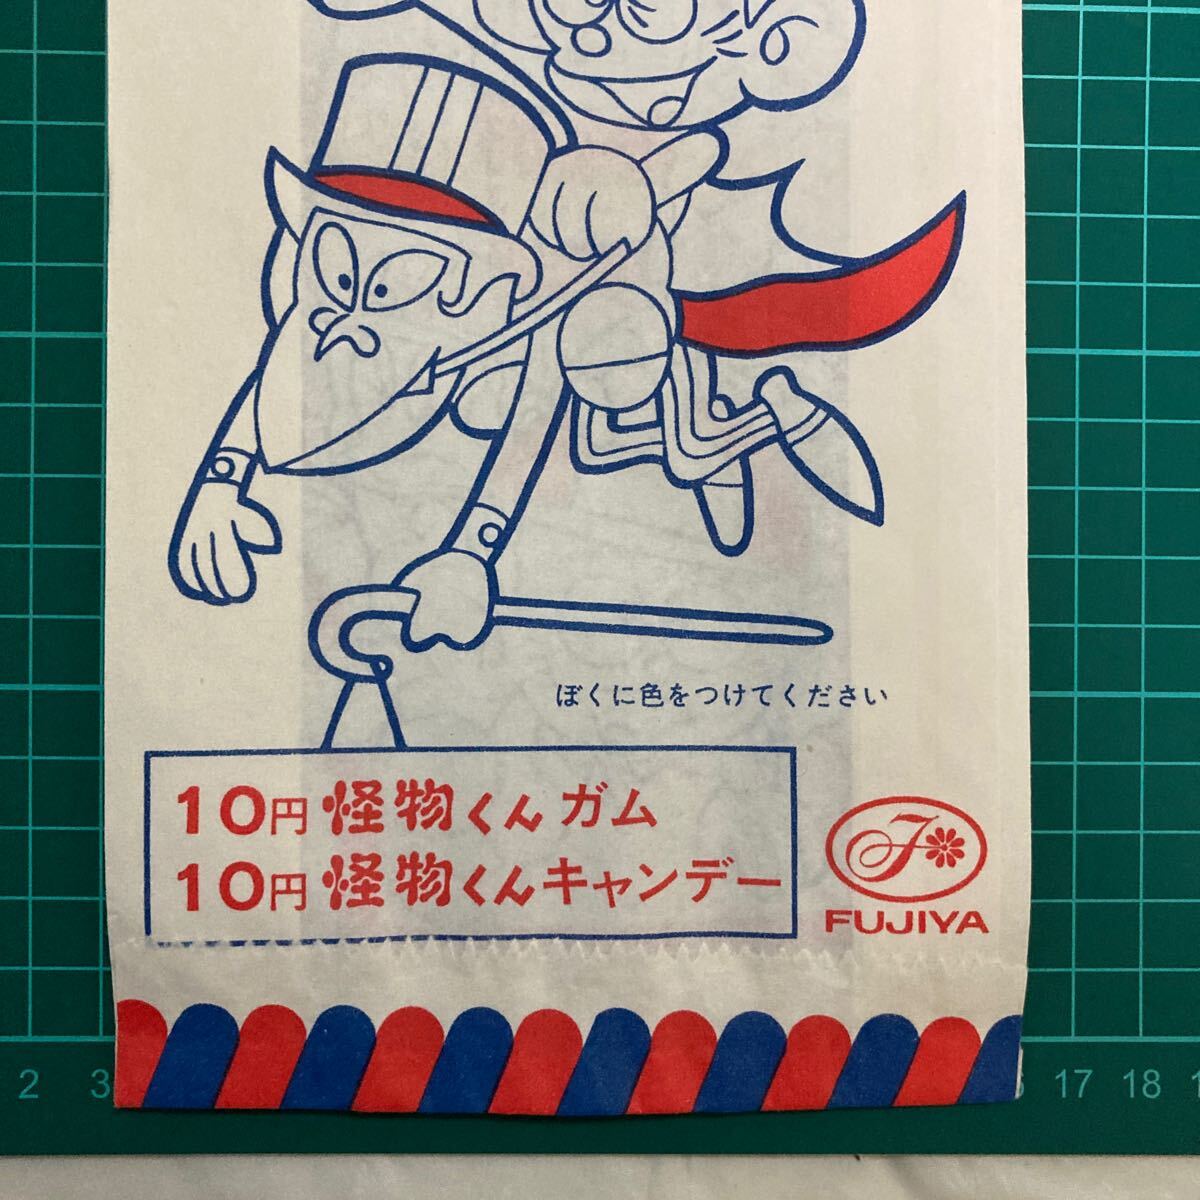 ぼくに色をつけてください
10円 怪物くん ガム
10円 怪物くん キャンデー
F
FUJIYA
2 3 17 18